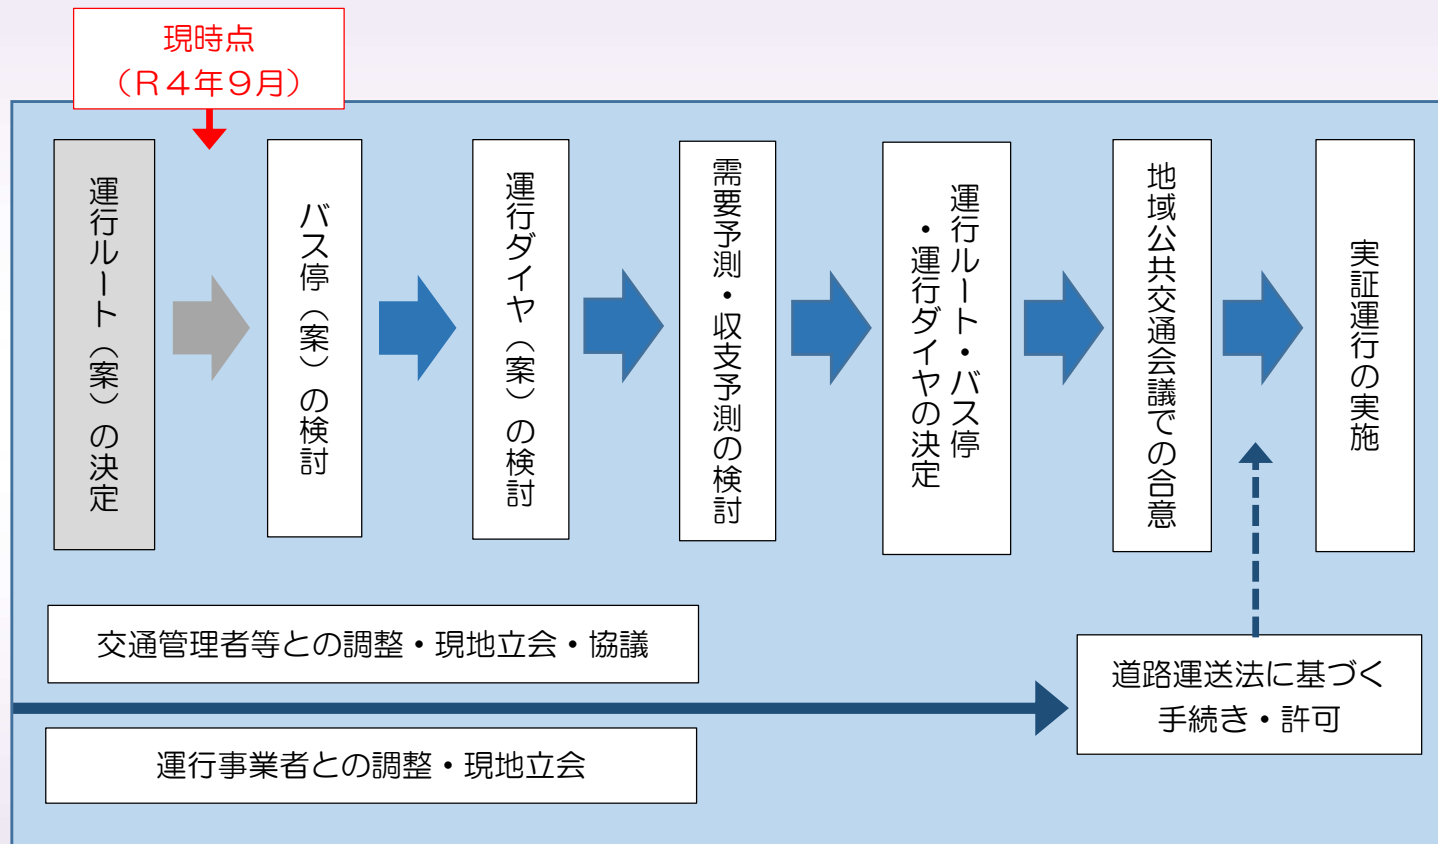 現時点
（R４年９月）
運行ルート（案）の決定
バス停（案）の検討
運行ダイヤ（案）の検討
需要予測・収支予測の検討
運行ルート・バス停
・運行ダイヤの決定
地域公共交通会議での合意
実証運行の実施
交通管理者等との調整・現地立会・協議
運行事業者との調整・現地立会
道路運送法に基づく
手続き・許可